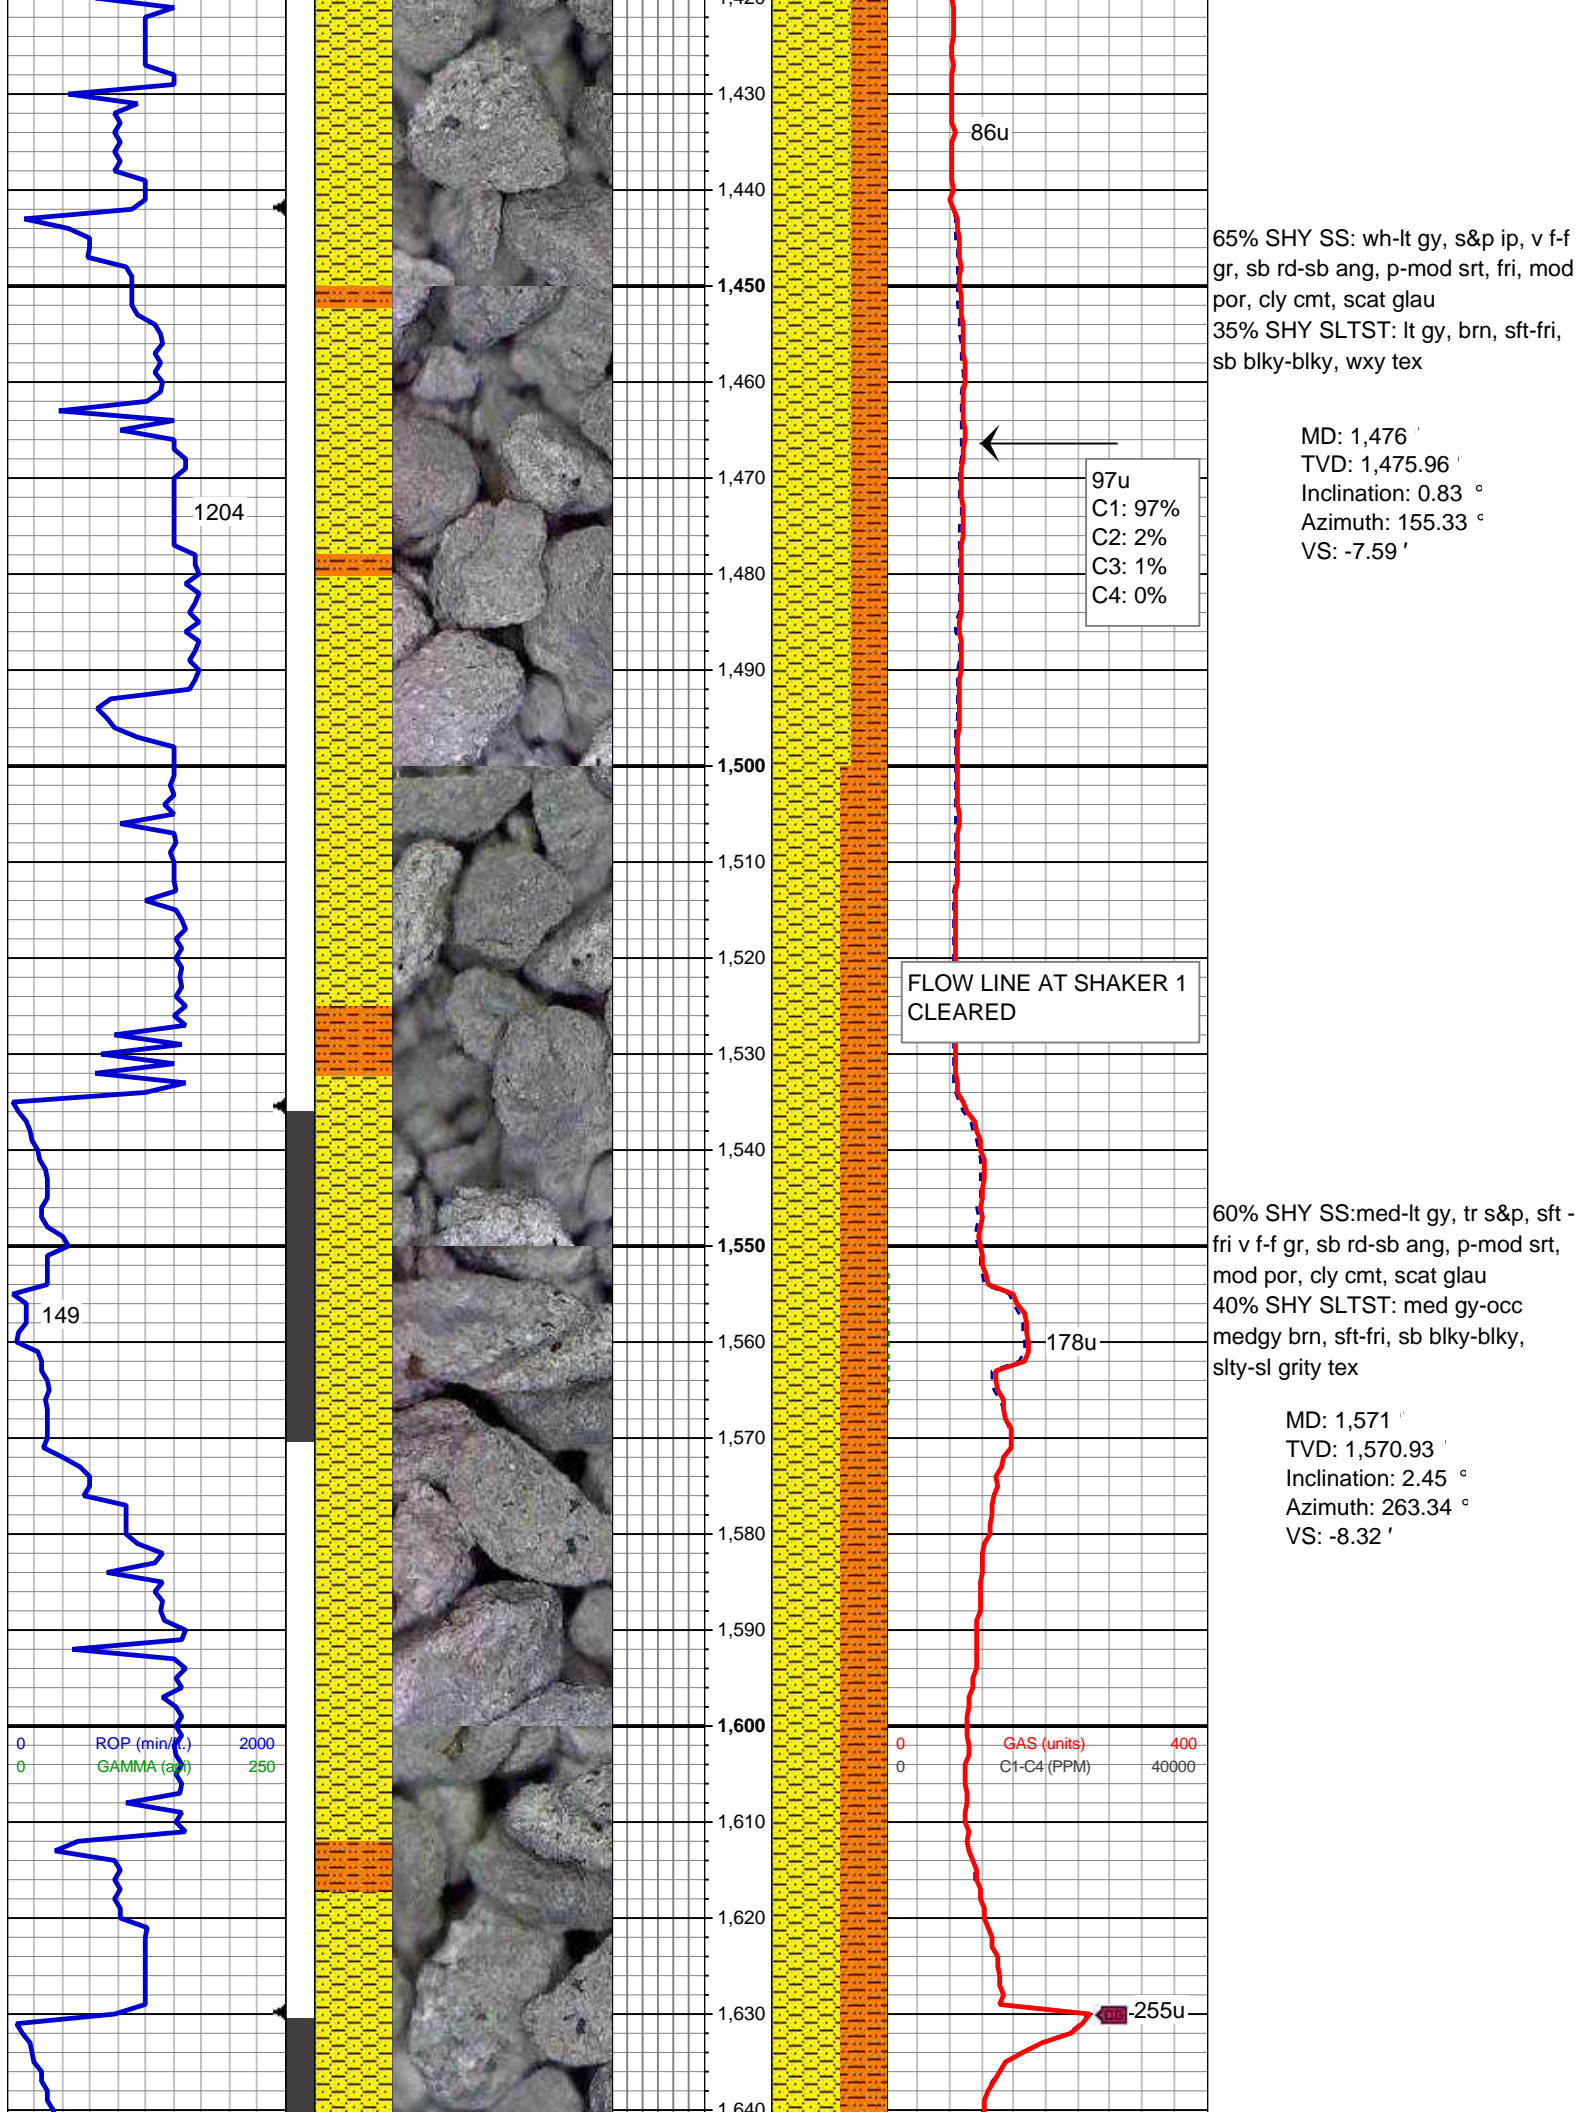 1,430
86u
1,440
65% SHY SS: wh-lt gy, s&p ip, v f-f
gr, sb rd-sb ang, p-mod srt, fri, mod
por, cly cmt, scat glau
35% SHY SLTST: lt gy, brn, sft-fri,
sb blky-blky, wxy tex
1,450
1,460
MD: 1,476 '
TVD: 1,475.96 '
Inclination: 0.83 °
Azimuth: 155.33 °
VS: -7.59 '
1,470
97u
C1: 97%
C2: 2%
C3: 1%
C4: 0%
1204
1,480
1,490
1,500
1,510
1,520
FLOW LINE AT SHAKER 1
CLEARED
1,530
1,540
60% SHY SS:med-lt gy, tr s&p, sft -
fri v f-f gr, sb rd-sb ang, p-mod srt,
mod por, cly cmt, scat glau
40% SHY SLTST: med gy-occ
medgy brn, sft-fri, sb blky-blky,
slty-sl grity tex
1,550
149
1,560
178u
MD: 1,571 '
TVD: 1,570.93 '
Inclination: 2.45 °
Azimuth: 263.34 °
VS: -8.32 '
1,570
1,580
1,590
1,600
0 ROP (min/ft.) 2000
0 GAMMA (api) 250
0 GAS (units) 400
0 C1-C4 (PPM) 40000
1,610
1,620
1,630
CG
255u
1,640